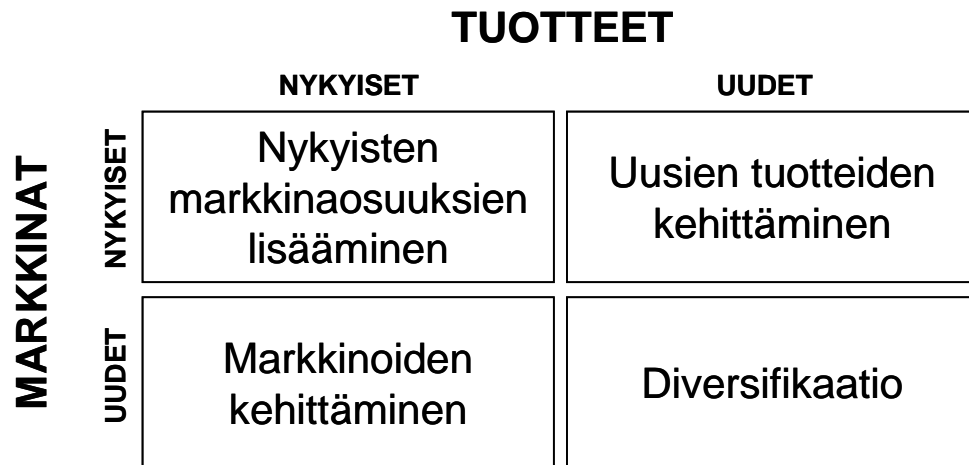 TUOTTEET
NYKYISET
UUDET
MARKKINAT
NYKYISET
Nykyisten
markkinaosuuksien
lisääminen
Uusien tuotteiden
kehittäminen
UUDET
Markkinoiden
kehittäminen
Diversifikaatio